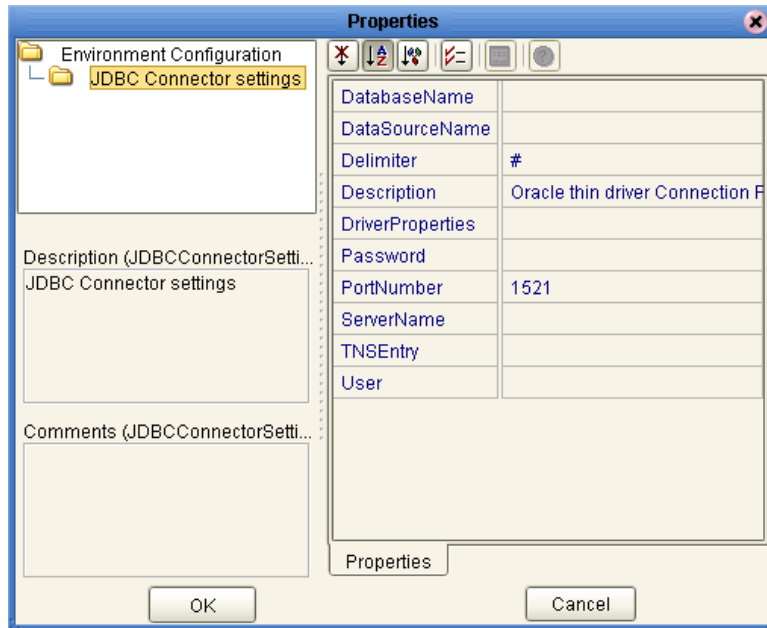 Properties
Environment Configuration
JDBC Connector settings
Description (JDBCConnectorSetti...
JDBC Connector settings
Comments (JDBCConnectorSetti...
DatabaseName
DataSourceName
Delimiter #
Description Oracle thin driver Connection P
DriverProperties
Password
PortNumber 1521
ServerName
TNSEntry
User
Properties
OK Cancel